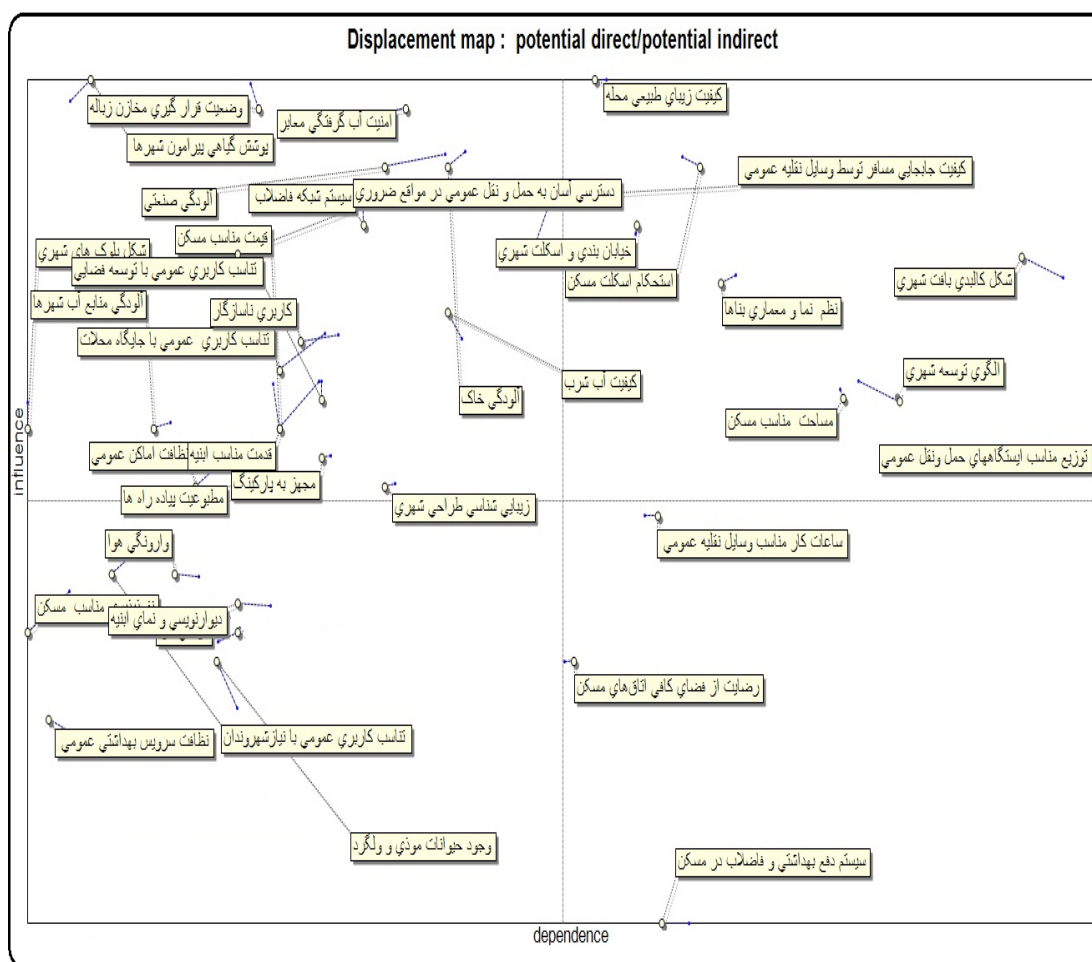 Displacement map : potential direct/potential indirect
كيفيت زيباي طبيعي محله
وضعيت قرار گيري مخازن زباله
امنيت آب گرفتگي معابر
پوشش گياهي پيرامون شهرها
كيفيت جابجايي مسافر توسط وسايل نقليه عمومي
آلودگي صنعتي
سيستم شبكه فاضلاب
دسترسي آسان به حمل و نقل عمومي در مواقع ضروري
قيمت مناسب مسكن
خيابان بندي و اسكلت شهري
شكل بلوک هاي شهري
تناسب كاربري عمومي با توسعه فضايي
استحكام اسكلت مسكن
شكل كالبدي بافت شهري
آلودگي منابع آب شهرها
كاربري ناسازگار
نظم نما و معماري بناها
تناسب كاربري عمومي با جايگاه محلات
كيفيت آب شرب
الگوي توسعه شهري
آلودگي خاک
مساحت مناسب مسكن
نظافت اماكن عمومي
قدمت مناسب ابنيه
توزيع مناسب ايستگاههاي حمل ونقل عمومي
مجهز به پاركينگ
مطبوعيت پياده راه ها
زيبايي شناسي طراحي شهري
influence
وارونگي هوا
ساعات كار مناسب وسايل نقليه عمومي
مناسب مسكن
ديوارنويسي و نماي ابنيه
رضايت از فضاي كافي اتاق‌هاي مسكن
نظافت سرويس بهداشتي عمومي
تناسب كاربري عمومي با نيازشهروندان
وجود حيوانات موذي و ولگرد
سيستم دفع بهداشتي و فاضلاب در مسكن
dependence